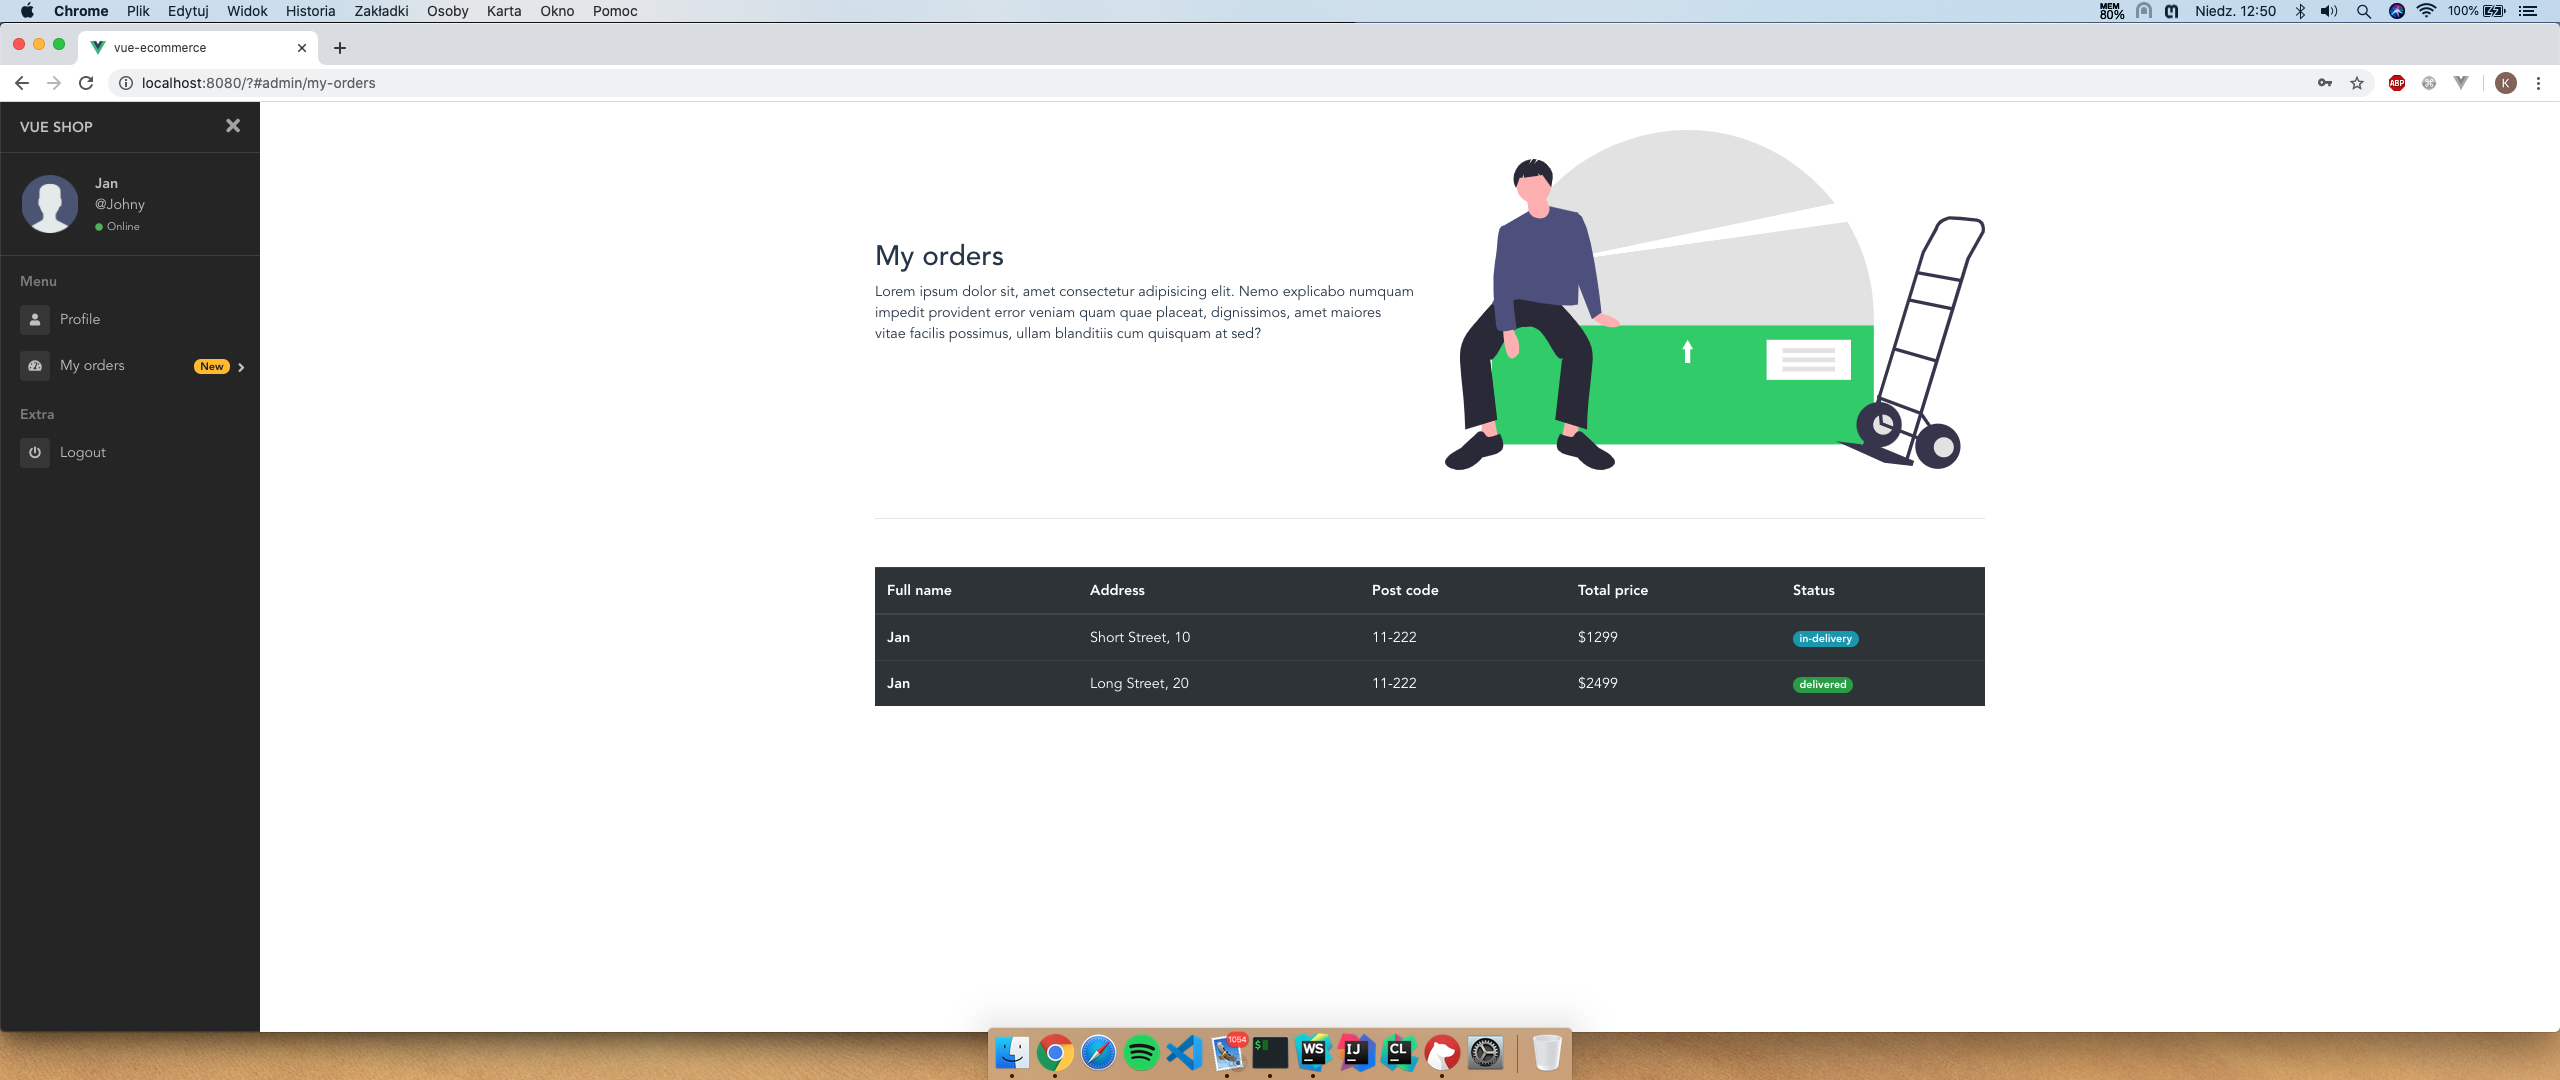 Chrome Plik Edytuj Widok Historia Zakładki Osoby Karta Okno Pomoc MEM 80% Niedz. 12:50 100%
vue-ecommerce
localhost:8080/?#admin/my-orders ABP K
VUE SHOP
Jan
@Johny
Online
Menu
Profile
My orders New
Extra
Logout
My orders
Lorem ipsum dolor sit, amet consectetur adipisicing elit. Nemo explicabo numquam
impedit provident error veniam quam quae placeat, dignissimos, amet maiores
vitae facilis possimus, ullam blanditiis cum quisquam at sed?
Full name Address Post code Total price Status
Jan Short Street, 10 11-222 $1299 in-delivery
Jan Long Street, 20 11-222 $2499 delivered
1054 $ WS IJ CL